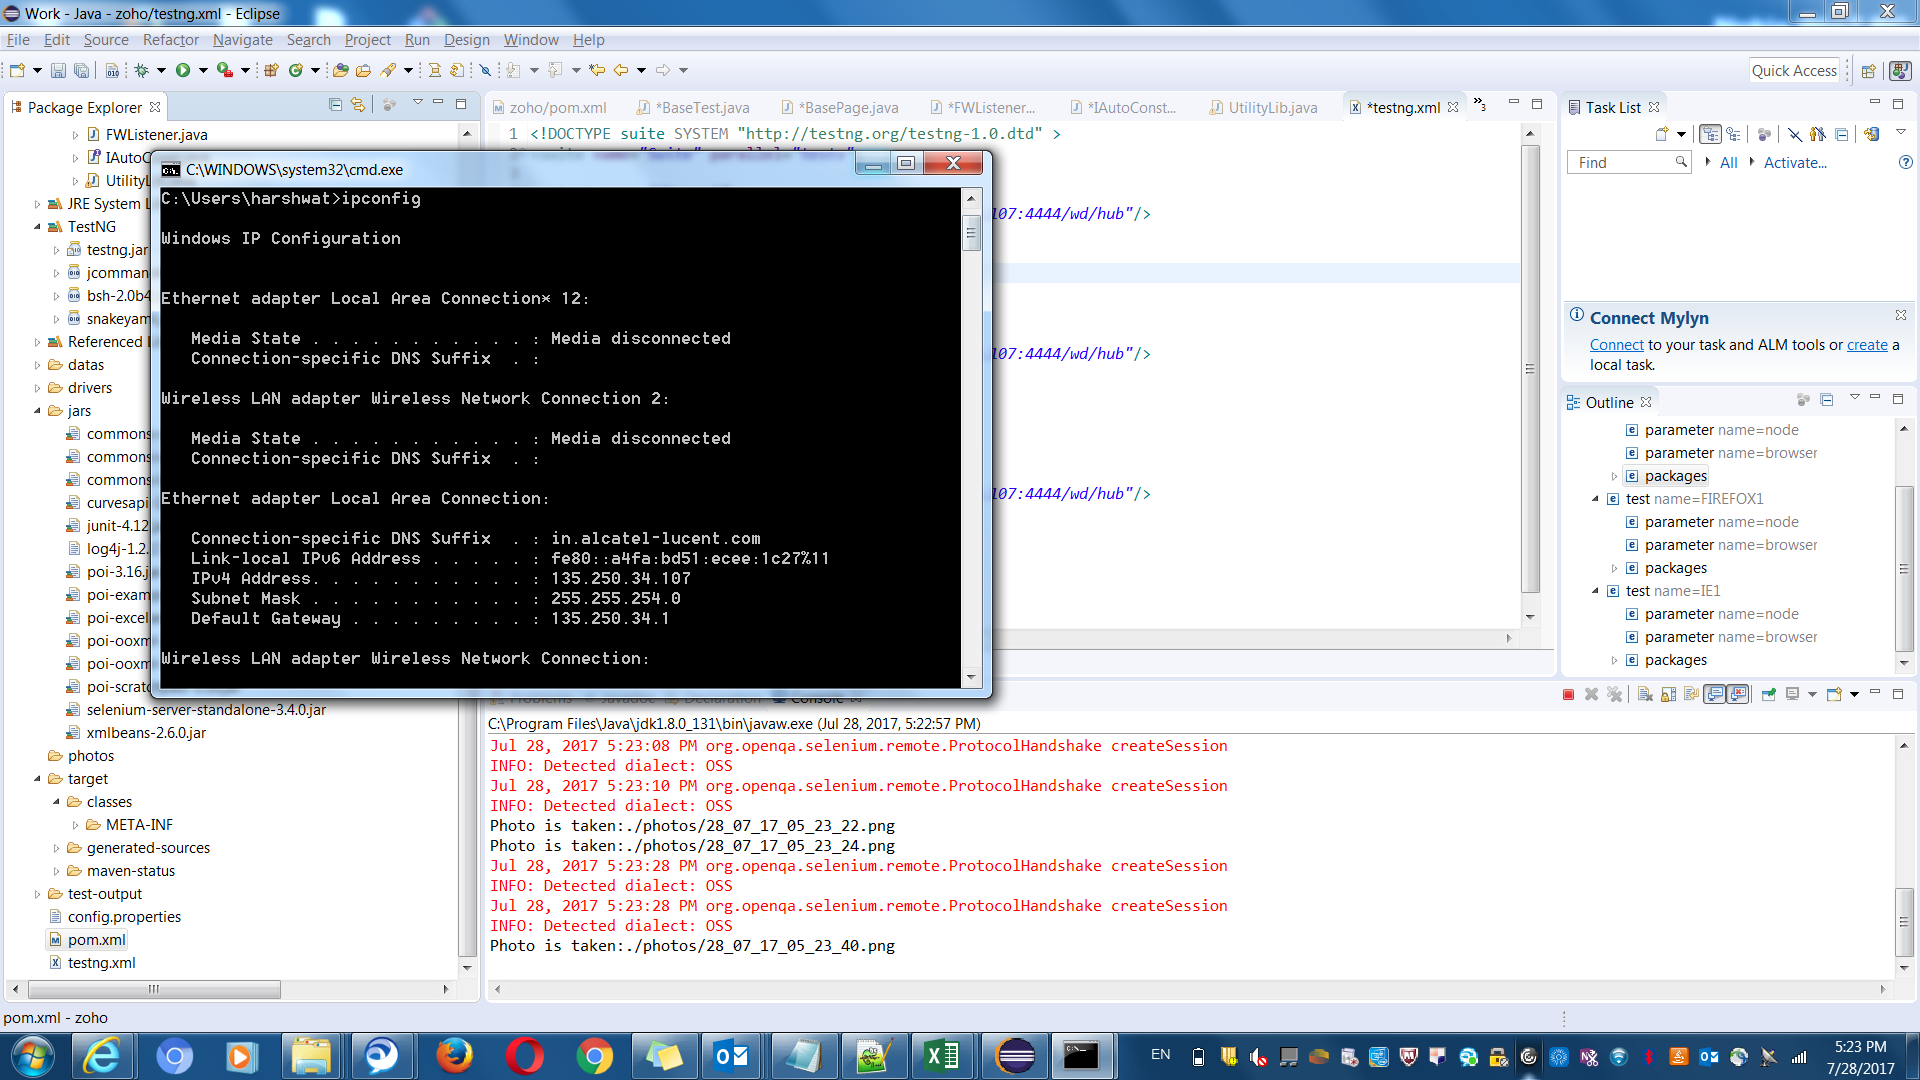 Work - Java - zoho/testng.xml - Eclipse
File Edit Source Refactor Navigate Search Project Run Design Window Help
Quick Access
Package Explorer
FWListener.java
IAutoC
UtilityL
JRE System L
TestNG
testng.jar
jcomman
bsh-2.0b4
snakeyam
Referenced L
datas
drivers
jars
commons
commons
commons
curvesapi
junit-4.12
log4j-1.2.
poi-3.16.j
poi-exam
poi-excel
poi-ooxm
poi-ooxm
poi-scrat
selenium-server-standalone-3.4.0.jar
xmlbeans-2.6.0.jar
photos
target
classes
META-INF
generated-sources
maven-status
test-output
config.properties
pom.xml
testng.xml
pom.xml - zoho
zoho/pom.xml *BaseTest.java *BasePage.java *FWListener... *IAutoConst... UtilityLib.java *testng.xml »3
1 <!DOCTYPE suite SYSTEM "http://testng.org/testng-1.0.dtd" >
107:4444/wd/hub"/>
107:4444/wd/hub"/>
107:4444/wd/hub"/>
C:\WINDOWS\system32\cmd.exe
C:\Users\harshwat>ipconfig
Windows IP Configuration
Ethernet adapter Local Area Connection* 12:
Media State . . . . . . . . . . . : Media disconnected
Connection-specific DNS Suffix  . :
Wireless LAN adapter Wireless Network Connection 2:
Media State . . . . . . . . . . . : Media disconnected
Connection-specific DNS Suffix  . :
Ethernet adapter Local Area Connection:
Connection-specific DNS Suffix  . : in.alcatel-lucent.com
Link-local IPv6 Address . . . . . : fe80::a4fa:bd51:ecee:1c27%11
IPv4 Address. . . . . . . . . . . : 135.250.34.107
Subnet Mask . . . . . . . . . . . : 255.255.254.0
Default Gateway . . . . . . . . . : 135.250.34.1
Wireless LAN adapter Wireless Network Connection:
Task List
Find All Activate...
Connect Mylyn
Connect to your task and ALM tools or create a
local task.
Outline
parameter name=node
parameter name=browser
packages
test name=FIREFOX1
parameter name=node
parameter name=browser
packages
test name=IE1
parameter name=node
parameter name=browser
packages
Problems Javadoc Declaration Console
C:\Program Files\Java\jdk1.8.0_131\bin\javaw.exe (Jul 28, 2017, 5:22:57 PM)
Jul 28, 2017 5:23:08 PM org.openqa.selenium.remote.ProtocolHandshake createSession
INFO: Detected dialect: OSS
Jul 28, 2017 5:23:10 PM org.openqa.selenium.remote.ProtocolHandshake createSession
INFO: Detected dialect: OSS
Photo is taken:./photos/28_07_17_05_23_22.png
Photo is taken:./photos/28_07_17_05_23_24.png
Jul 28, 2017 5:23:28 PM org.openqa.selenium.remote.ProtocolHandshake createSession
INFO: Detected dialect: OSS
Jul 28, 2017 5:23:28 PM org.openqa.selenium.remote.ProtocolHandshake createSession
INFO: Detected dialect: OSS
Photo is taken:./photos/28_07_17_05_23_40.png
EN
5:23 PM
7/28/2017